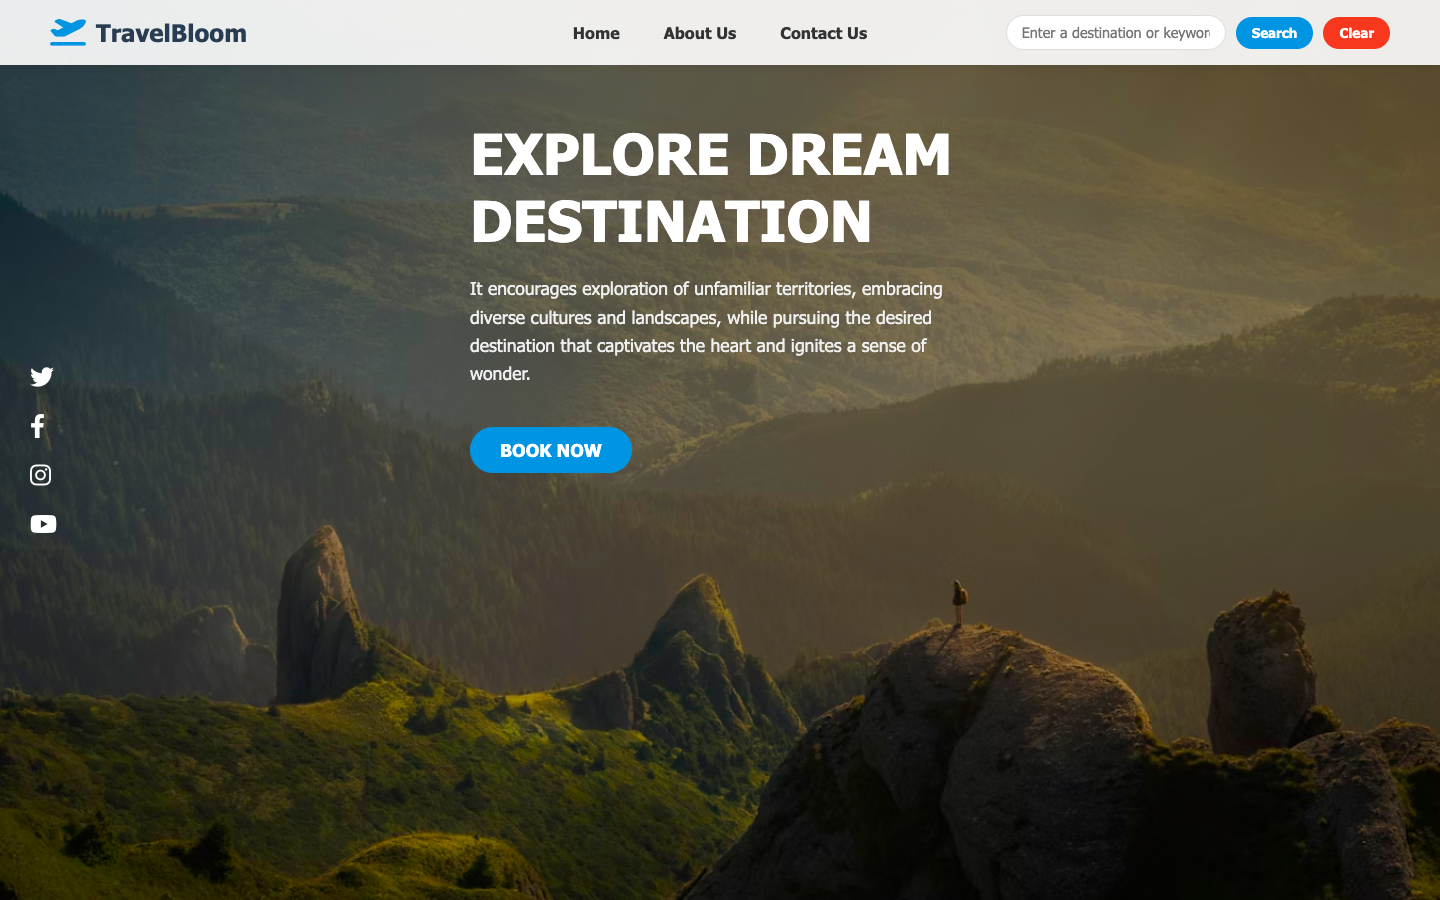 TravelBloom
Home
About Us
Contact Us
Enter a destination or keywor
Search
Clear
EXPLORE DREAM
DESTINATION
It encourages exploration of unfamiliar territories, embracing
diverse cultures and landscapes, while pursuing the desired
destination that captivates the heart and ignites a sense of
wonder.
BOOK NOW